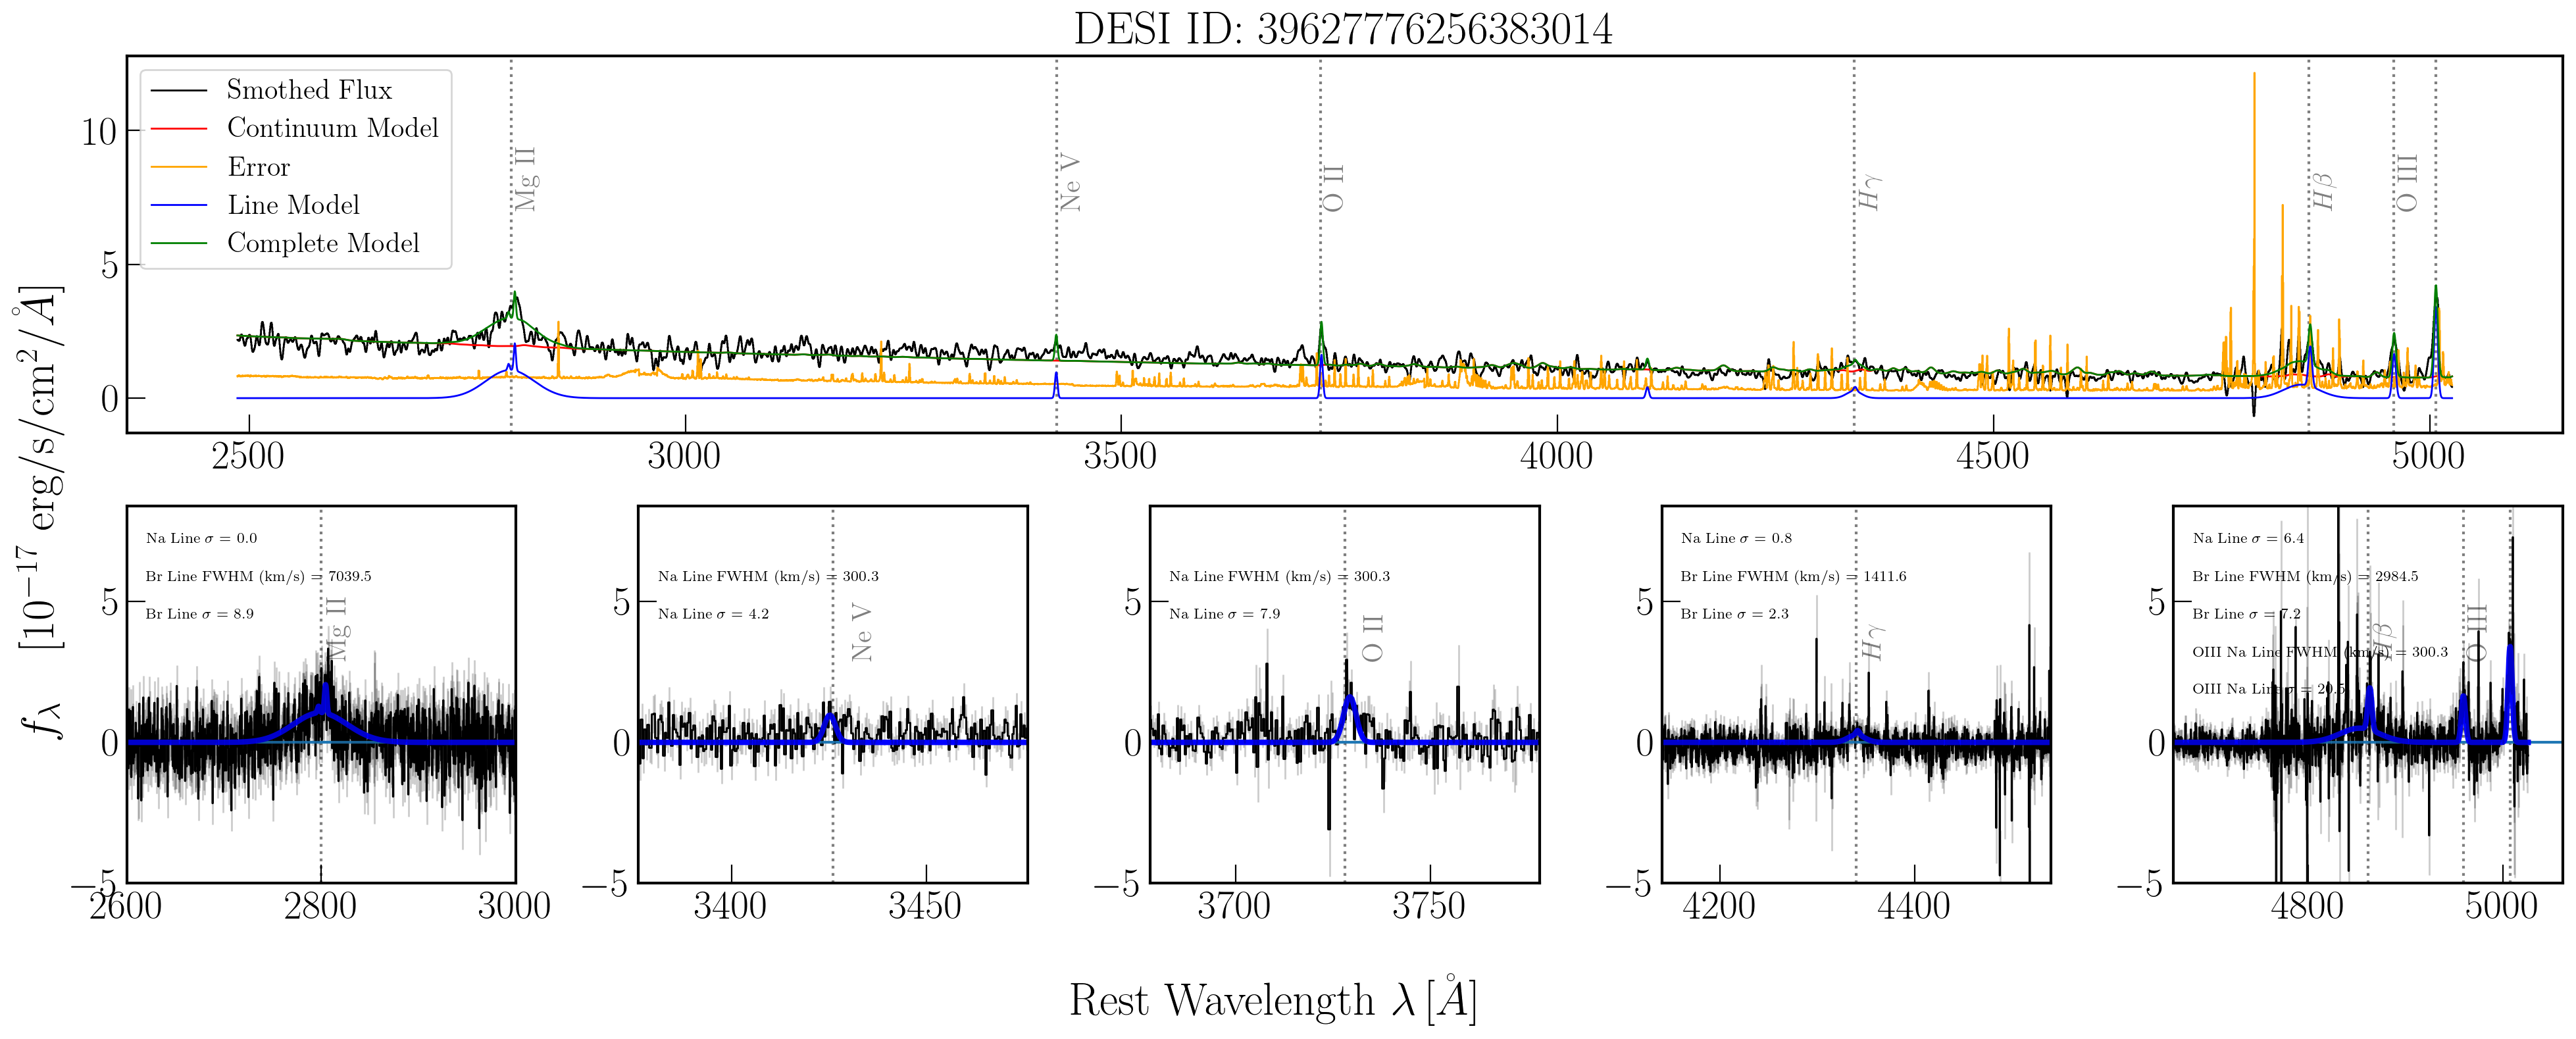 DESI ID: 39627776256383014
Smothed Flux
Continuum Model
Error
Line Model
Complete Model
Mg II
Ne V
O II
Hγ
Hβ
O III
10
5
0
2500 3000 3500 4000 4500 5000
f_λ [10^{-17} erg/s/cm^2/Å]
Na Line σ = 0.0
Br Line FWHM (km/s) = 7039.5
Br Line σ = 8.9
Mg II
5
0
−5
2600 2800 3000
Na Line FWHM (km/s) = 300.3
Na Line σ = 4.2
Ne V
5
0
−5
3400 3450
Na Line FWHM (km/s) = 300.3
Na Line σ = 7.9
O II
5
0
−5
3700 3750
Na Line σ = 0.8
Br Line FWHM (km/s) = 1411.6
Br Line σ = 2.3
Hγ
5
0
−5
4200 4400
Na Line σ = 6.4
Br Line FWHM (km/s) = 2984.5
Br Line σ = 7.2
OIII Na Line FWHM (km/s) = 300.3
OIII Na Line σ = 20.5
Hβ
O III
5
0
−5
4800 5000
Rest Wavelength λ [Å]